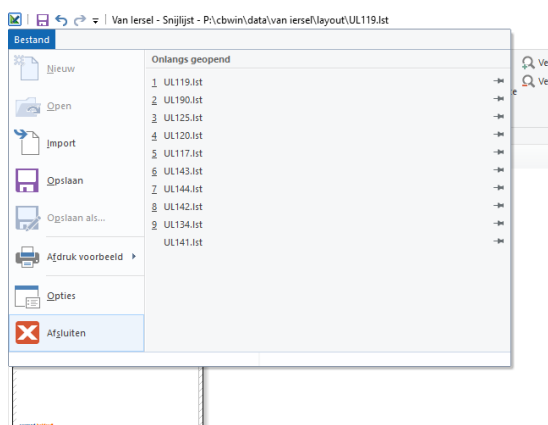 Van Iersel - Snijlijst - P:\cbwin\data\van iersel\layout\UL119.lst
Bestand
Nieuw
Open
Import
Opslaan
Opslaan als...
Afdruk voorbeeld
Opties
Afsluiten
Onlangs geopend
1 UL119.lst
2 UL190.lst
3 UL125.lst
4 UL120.lst
5 UL117.lst
6 UL143.lst
7 UL144.lst
8 UL142.lst
9 UL134.lst
UL141.lst
Ve
Ve
e